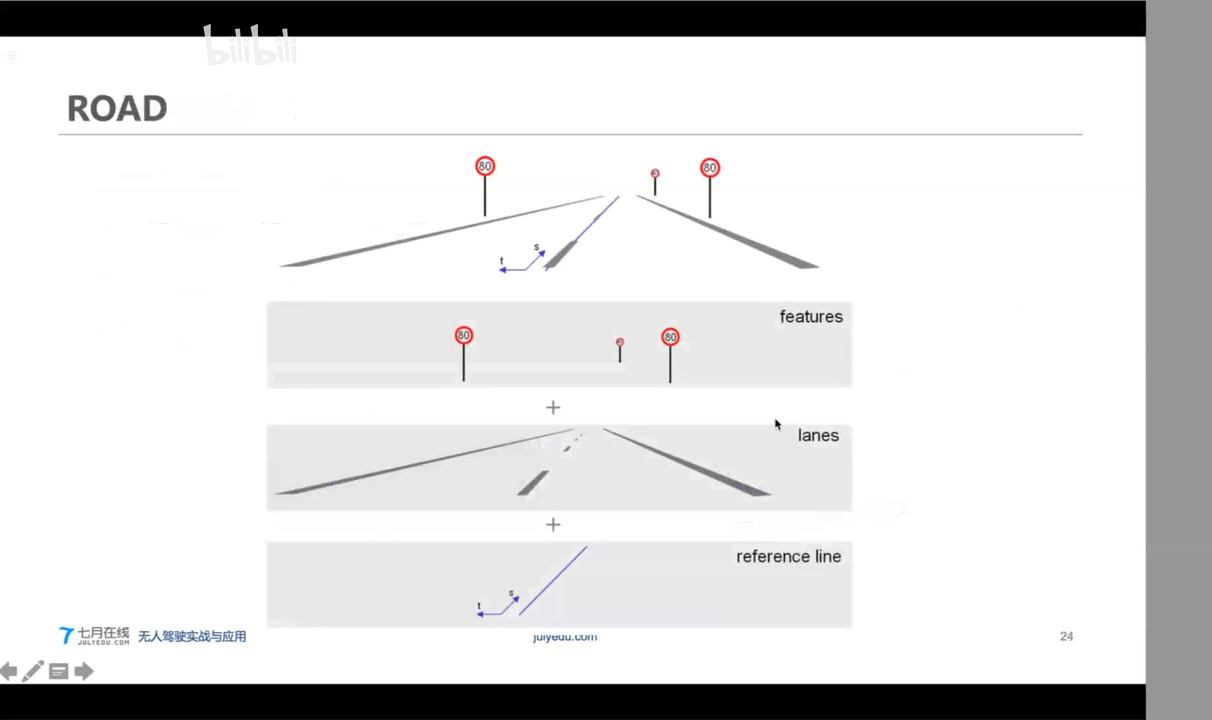 bilibili
ROAD
80
80
s
t
features
80
80
+
lanes
+
reference line
s
t
七月在线
JULYEDU.COM
无人驾驶实战与应用
julyedu.com
24